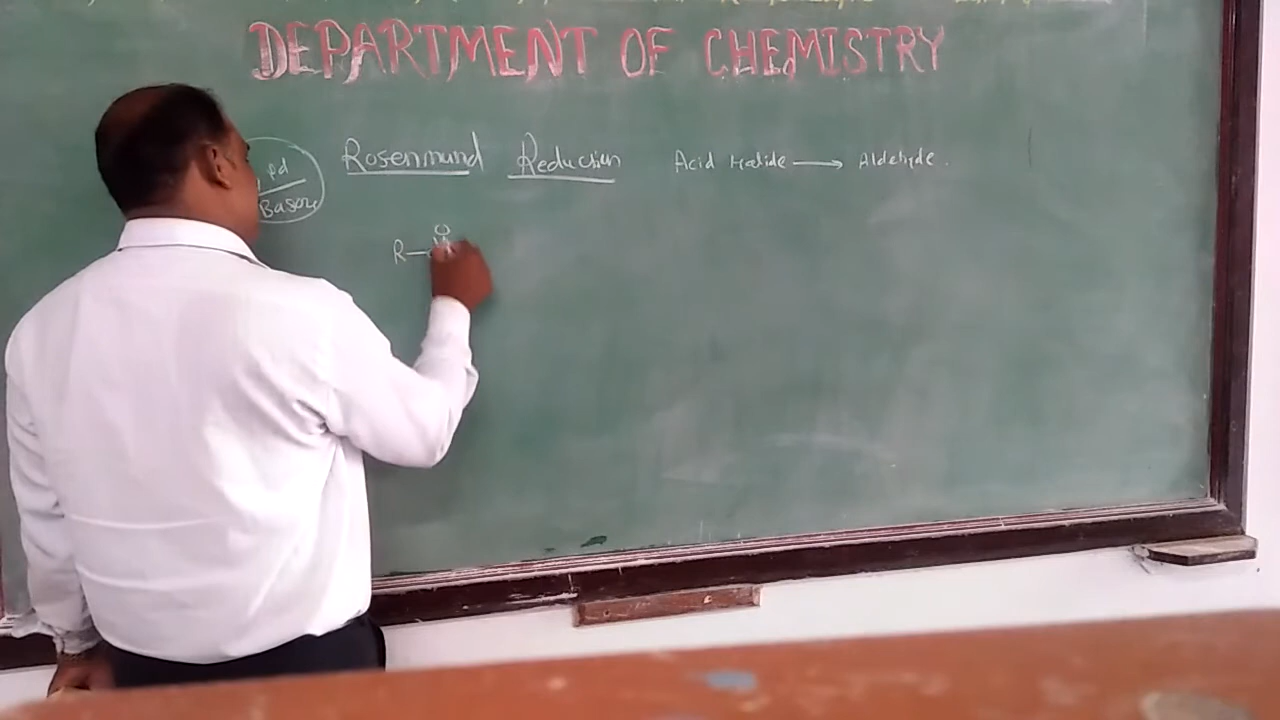 DEPARTMENT OF CHEMISTRY
Pd
BaSO4
Rosenmund Reduction Acid Halide ⟶ Aldehyde.
O
R—